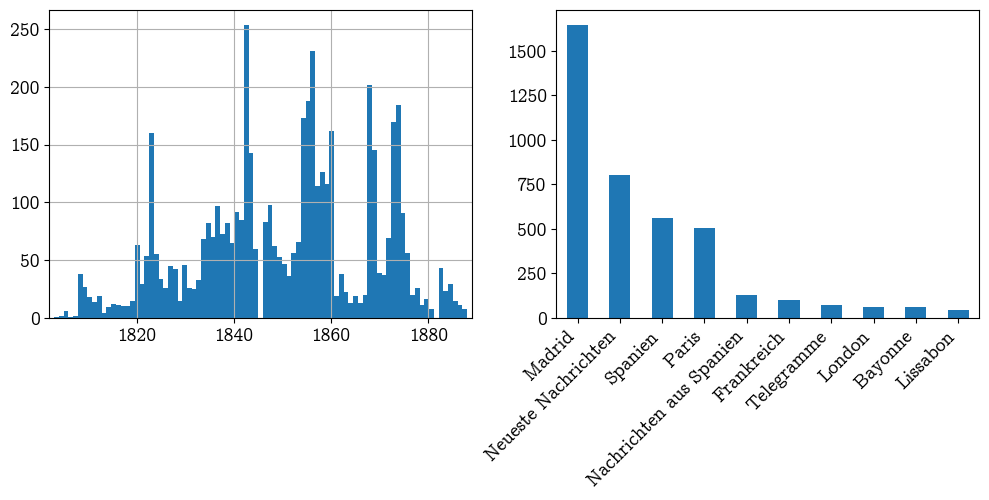 250
200
150
100
50
0
1820 1840 1860 1880
1500
1250
1000
750
500
250
0
Madrid
Neueste Nachrichten
Spanien
Paris
Nachrichten aus Spanien
Frankreich
Telegramme
London
Bayonne
Lissabon